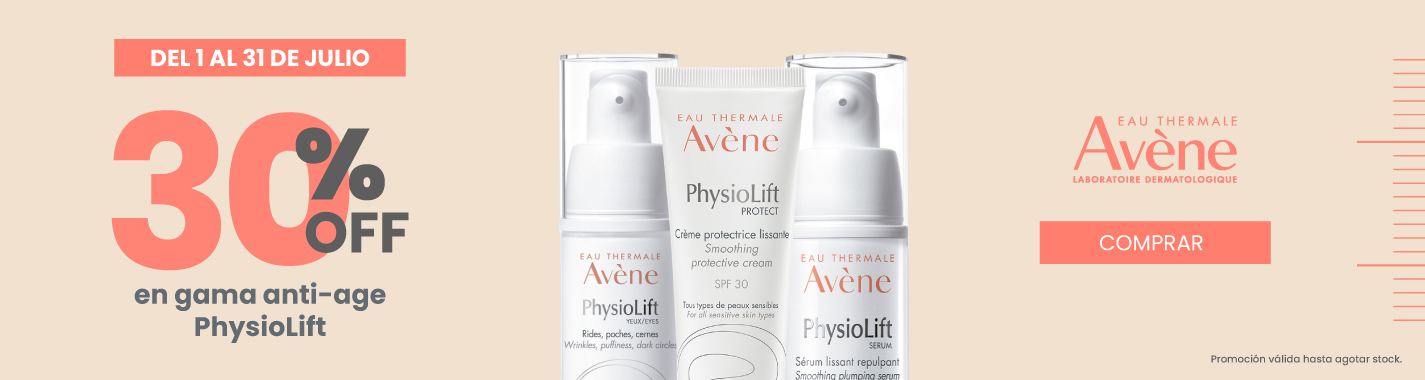 DEL 1 AL 31 DE JULIO
30%
OFF
en gama anti-age
PhysioLift
EAU THERMALE
Avène
PhysioLift
YEUX/EYES
Rides, poches, cernes
Wrinkles, puffiness, dark circles
EAU THERMALE
Avène
PhysioLift
PROTECT
Crème protectrice lissante
Smoothing
protective cream
SPF 30
Tous types de peaux sensibles
For all sensitive skin types
EAU THERMALE
Avène
PhysioLift
SERUM
Sérum lissant repulpant
Smoothing plumping serum
EAU THERMALE
Avène
LABORATOIRE DERMATOLOGIQUE
COMPRAR
Promoción válida hasta agotar stock.